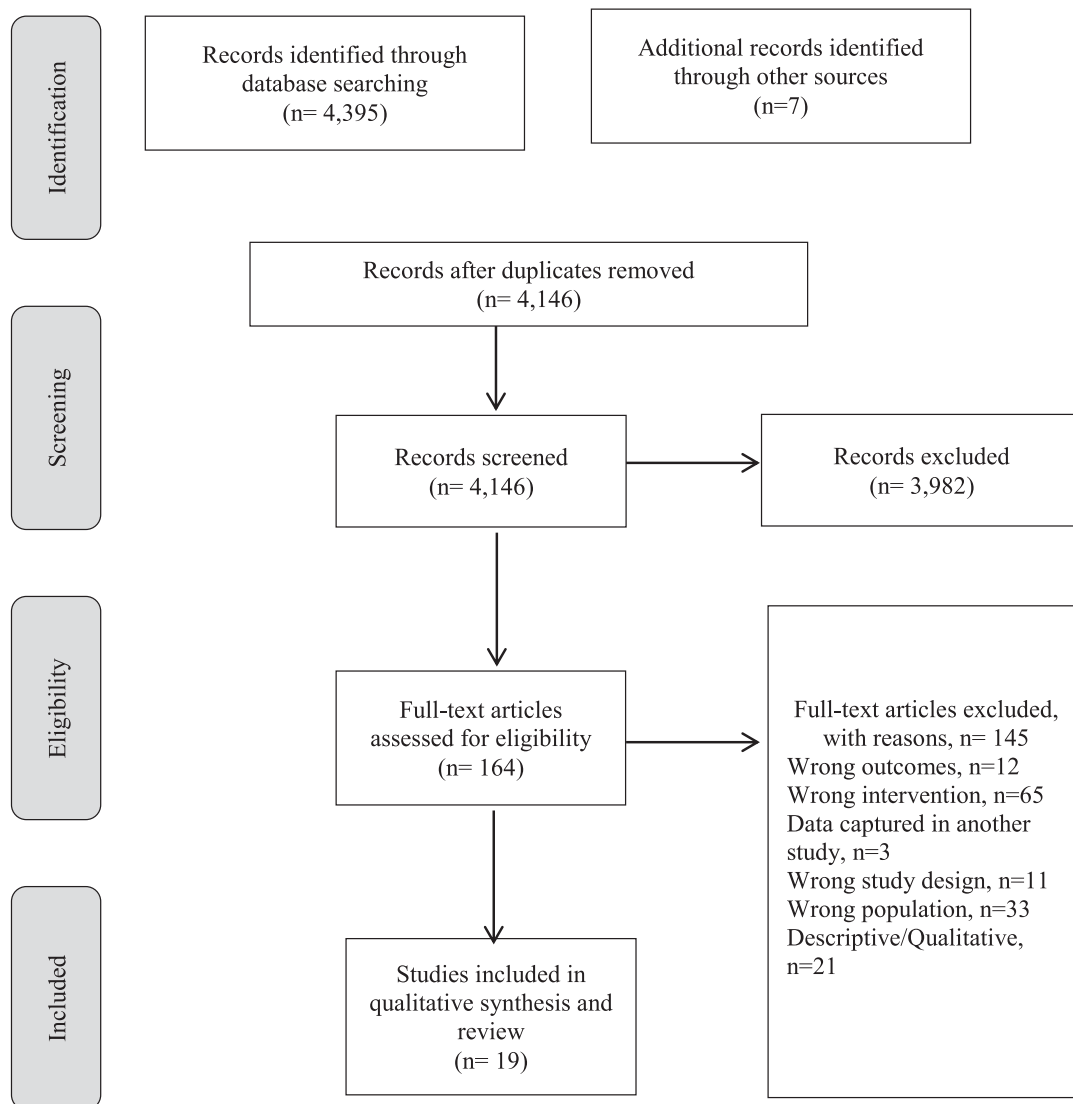 Identification
Records identified through
database searching
(n= 4,395)
Additional records identified
through other sources
(n=7)
Records after duplicates removed
(n= 4,146)
Screening
Records screened
(n= 4,146)
Records excluded
(n= 3,982)
Eligibility
Full-text articles
assessed for eligibility
(n= 164)
Full-text articles excluded,
with reasons, n= 145
Wrong outcomes, n=12
Wrong intervention, n=65
Data captured in another
study, n=3
Wrong study design, n=11
Wrong population, n=33
Descriptive/Qualitative,
n=21
Included
Studies included in
qualitative synthesis and
review
(n= 19)